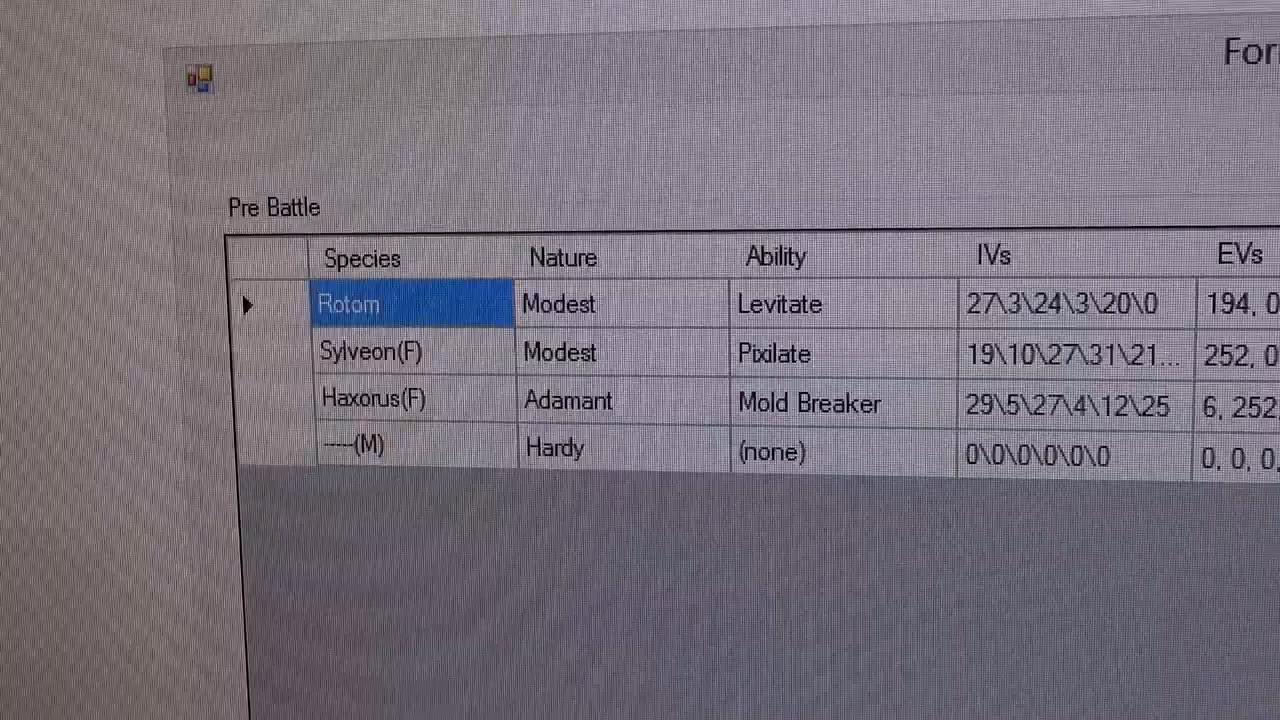 For
Pre Battle
Species Nature Ability IVs EVs
Rotom Modest Levitate 27\3\24\3\20\0 194, 0
Sylveon(F) Modest Pixilate 19\10\27\31\21... 252, 0
Haxorus(F) Adamant Mold Breaker 29\5\27\4\12\25 6, 252,
----(M) Hardy (none) 0\0\0\0\0\0 0, 0, 0,